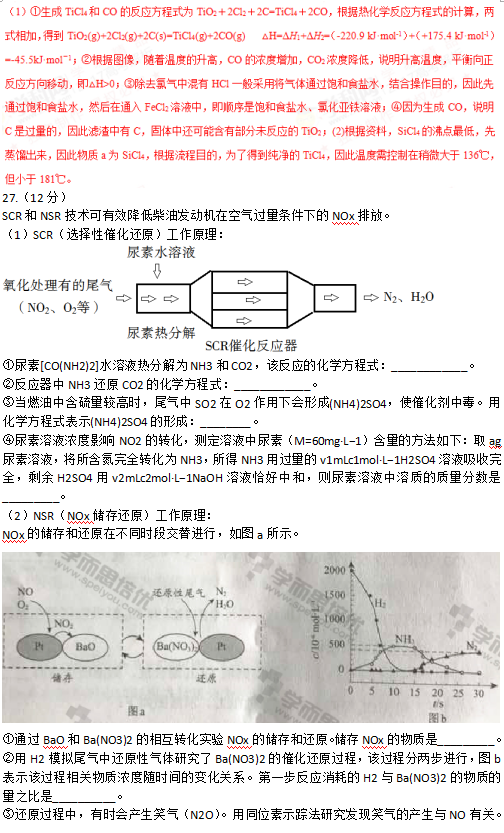 (1)①生成 TiCl₄ 和 CO 的反应方程式为 TiO₂＋2Cl₂＋2C=TiCl₄＋2CO，根据热化学反应方程式的计算，两
式相加，得到 TiO₂(g)+2Cl₂(g)+2C(s)=TiCl₄(g)+2CO(g) △H=△H₁+△H₂=(-220.9 kJ·mol⁻¹)+(+175.4 kJ·mol⁻¹)
=-45.5kJ·mol⁻¹；②根据图像，随着温度的升高，CO 的浓度增加，CO₂浓度降低，说明升高温度，平衡向正
反应方向移动，即△H>0；③除去氯气中混有 HCl 一般采用将气体通过饱和食盐水，结合操作目的，因此先
通过饱和食盐水，然后在通入 FeCl₂ 溶液中，即顺序是饱和食盐水、氯化亚铁溶液；④因为生成 CO，说明
C 是过量的，因此滤渣中有 C，固体中还可能含有部分未反应的 TiO₂；(2)根据资料，SiCl₄ 的沸点最低，先
蒸馏出来，因此物质 a 为 SiCl₄，根据流程目的，为了得到纯净的 TiCl₄，因此温度需控制在稍微大于 136℃，
但小于 181℃。
27.（12 分）
SCR 和 NSR 技术可有效降低柴油发动机在空气过量条件下的 NOx 排放。
（1）SCR（选择性催化还原）工作原理：
尿素水溶液
氧化处理有的尾气
（NO2、O2等）
N2、H2O
尿素热分解
SCR催化反应器
①尿素[CO(NH2)2]水溶液热分解为 NH3 和 CO2，该反应的化学方程式：____________。
②反应器中 NH3 还原 CO2 的化学方程式：____________。
③当燃油中含硫量较高时，尾气中 SO2 在 O2 作用下会形成(NH4)2SO4，使催化剂中毒。用
化学方程式表示(NH4)2SO4 的形成：________。
④尿素溶液浓度影响 NO2 的转化，测定溶液中尿素（M=60mg·L−1）含量的方法如下：取 ag
尿素溶液，将所含氮完全转化为 NH3，所得 NH3 用过量的 v1mLc1mol·L−1H2SO4 溶液吸收完
全，剩余 H2SO4 用 v2mLc2mol·L−1NaOH 溶液恰好中和，则尿素溶液中溶质的质量分数是
_________。
（2）NSR（NOx 储存还原）工作原理：
NOx 的储存和还原在不同时段交替进行，如图 a 所示。
NO
O₂
NO₂
Pt
BaO
储存
还原性尾气
N₂
H₂O
Ba(NO₃)₂
Pt
还原
图a
c/10⁻⁶ mol·L⁻¹
2000
1500
1000
500
0
H₂
NH₃
N₂
0 5 10 15 20 25 30
t/s
图b
①通过 BaO 和 Ba(NO3)2 的相互转化实验 NOx 的储存和还原。储存 NOx 的物质是_________。
②用 H2 模拟尾气中还原性气体研究了 Ba(NO3)2 的催化还原过程，该过程分两步进行，图 b
表示该过程相关物质浓度随时间的变化关系。第一步反应消耗的 H2 与 Ba(NO3)2 的物质的
量之比是__________。
③还原过程中，有时会产生笑气（N2O）。用同位素示踪法研究发现笑气的产生与 NO 有关。